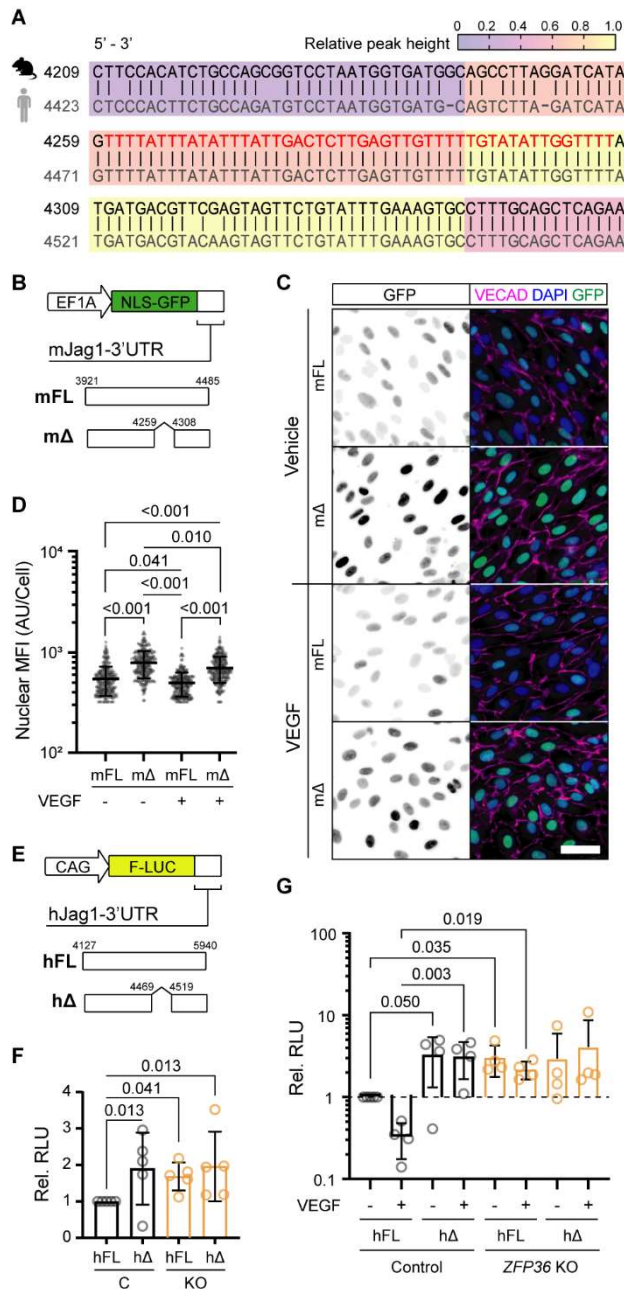 A
5' - 3'
Relative peak height
0 0.2 0.4 0.6 0.8 1.0
4209 CTTCCACATCTGCCAGCGGTCCTAATGGTGATGGCAGCCTTAGGATCATA
4423 CTCCCACTTCTGCCAGATGTCCTAATGGTGATG-CAGTCTTA-GATCATA
4259 GTTTTATTTATATTTATTGACTCTTGAGTTGTTTTTGTATATTGGTTTTA
4471 GTTTTATTTATATTTATTGACTCTTGAGTTGTTTTTGTATATTGGTTTTA
4309 TGATGACGTTCGAGTAGTTCTGTATTTGAAAGTGCCTTTGCAGCTCAGAA
4521 TGATGACGTACAAGTAGTTCTGTATTTGAAAGTGCCTTTGCAGCTCAGAA
B
EF1A NLS-GFP
mJag1-3'UTR
3921 4485
mFL
4259 4308
mΔ
C
GFP VECAD DAPI GFP
Vehicle
mFL
mΔ
VEGF
mFL
mΔ
D
<0.001
0.010
0.041
<0.001
<0.001 <0.001
Nuclear MFI (AU/Cell)
10⁴
10³
10²
mFL mΔ mFL mΔ
VEGF - - + +
E
CAG F-LUC
hJag1-3'UTR
4127 5940
hFL
4469 4519
hΔ
F
0.013
0.041
0.013
Rel. RLU
5
4
3
2
1
0
hFL hΔ hFL hΔ
C KO
G
0.019
0.035
0.003
0.050
Rel. RLU
100
10
1
0.1
VEGF - + - + - + - +
hFL hΔ hFL hΔ
Control ZFP36 KO